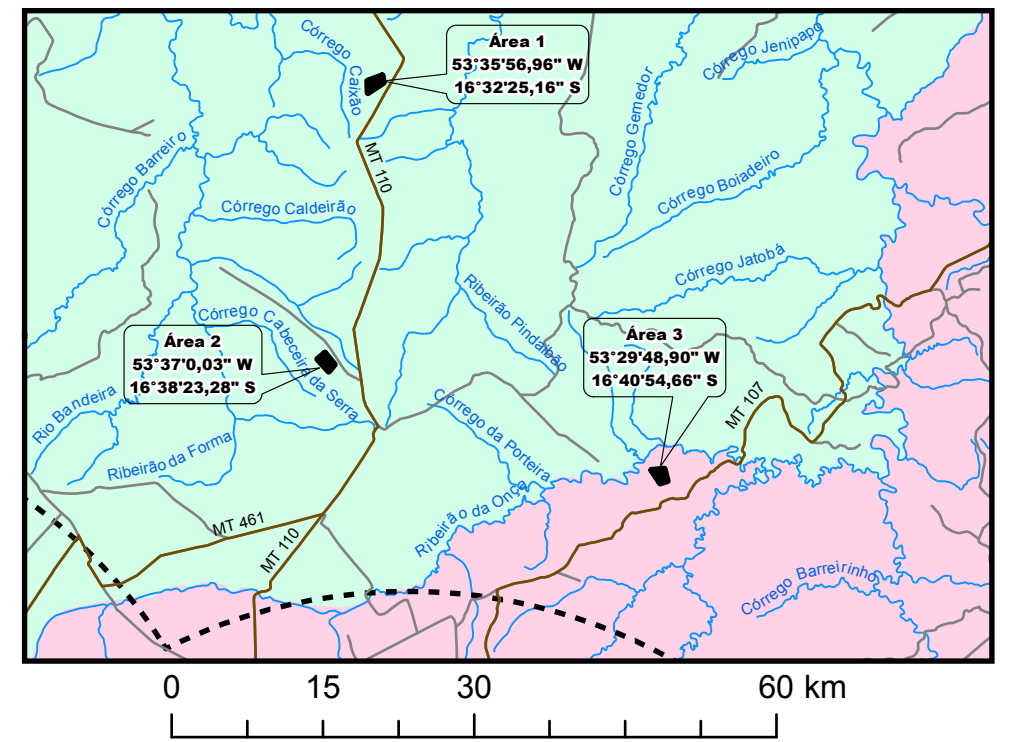 Área 1
53°35'56,96" W
16°32'25,16" S
Córrego Caixão
Córrego Jenipapo
Córrego Gemedor
Córrego Barreiro
MT 110
Córrego Boiadeiro
Córrego Caldeirão
Córrego Jatobá
Ribeirão Pindaíbão
Córrego Cabeceira da Serra
Área 2
53°37'0,03" W
16°38'23,28" S
Área 3
53°29'48,90" W
16°40'54,66" S
Rio Bandeira
MT 107
Córrego da Porteira
Ribeirão da Forma
Ribeirão da Onça
MT 461
MT 110
Córrego Barreirinho
0 15 30 60 km